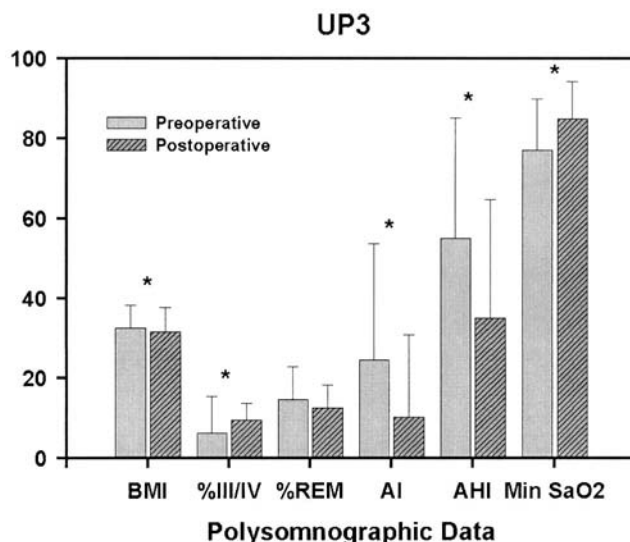 UP3
100
80
60
40
20
0
Preoperative
Postoperative
*
*
*
*
*
BMI %III/IV %REM AI AHI Min SaO2
Polysomnographic Data